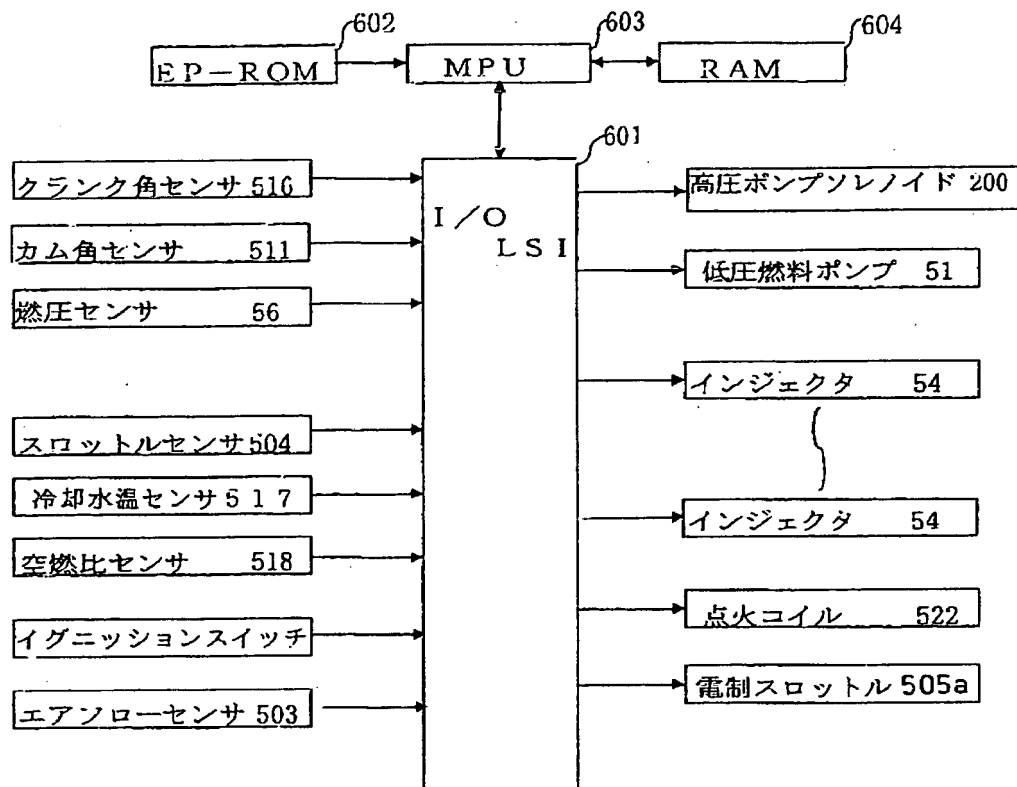 602
603
604
EP-ROM
MPU
RAM
601
I/O
LSI
クランク角センサ 516
カム角センサ 511
燃圧センサ 56
スロットルセンサ 504
冷却水温センサ 517
空燃比センサ 518
イグニッションスイッチ
エアソローセンサ 503
高圧ポンプソレノイド 200
低圧燃料ポンプ 51
インジェクタ 54
インジェクタ 54
点火コイル 522
電制スロットル 505a